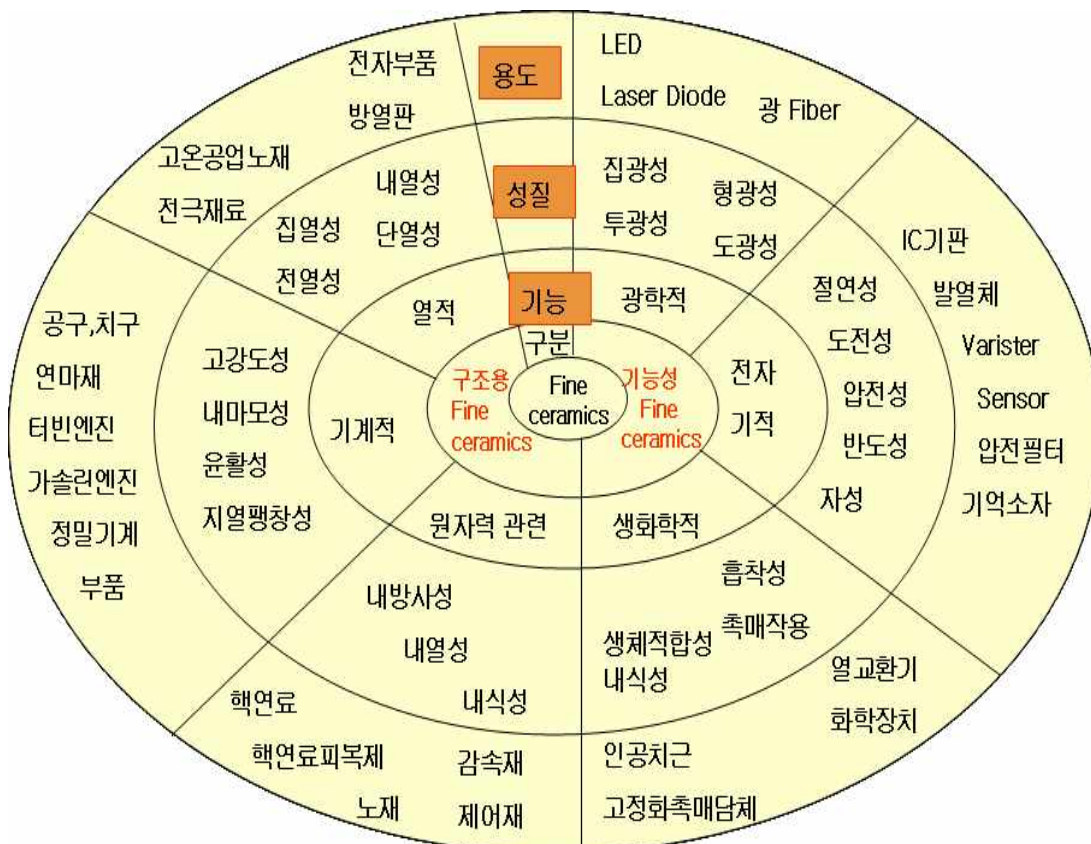 용도
성질
기능
구분
Fine
ceramics
구조용
Fine
ceramics
기능성
Fine
ceramics
LED
Laser Diode
광 Fiber
집광성
형광성
투광성
도광성
광학적
IC기판
발열체
Varister
Sensor
압전필터
기억소자
절연성
도전성
압전성
반도성
자성
전자
기적
생화학적
흡착성
촉매작용
생체적합성
내식성
열교환기
화학장치
인공치근
고정화촉매담체
원자력 관련
내방사성
내열성
내식성
핵연료
핵연료피복제
감속재
노재
제어재
기계적
고강도성
내마모성
윤활성
지열팽창성
공구,치구
연마재
터빈엔진
가솔린엔진
정밀기계
부품
열적
내열성
집열성
단열성
전열성
전자부품
방열판
고온공업노재
전극재료